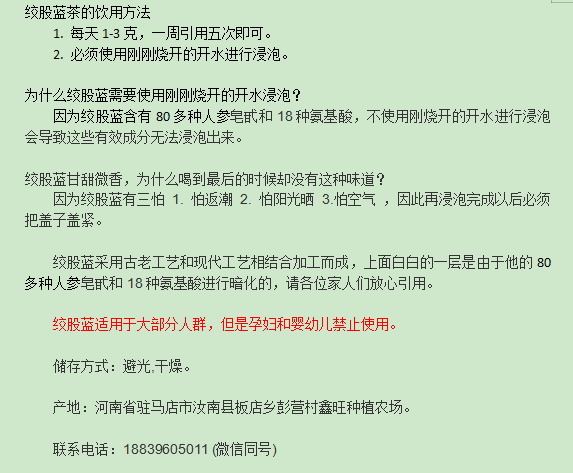 绞股蓝茶的饮用方法
1. 每天 1-3 克，一周引用五次即可。
2. 必须使用刚刚烧开的开水进行浸泡。
为什么绞股蓝需要使用刚刚烧开的开水浸泡？
因为绞股蓝含有 80 多种人参皂甙和 18 种氨基酸，不使用刚烧开的开水进行浸泡
会导致这些有效成分无法浸泡出来。
绞股蓝甘甜微香，为什么喝到最后的时候却没有这种味道？
因为绞股蓝有三怕 1. 怕返潮 2. 怕阳光晒 3.怕空气 ，因此再浸泡完成以后必须
把盖子盖紧。
绞股蓝采用古老工艺和现代工艺相结合加工而成，上面白白的一层是由于他的 80
多种人参皂甙和 18 种氨基酸进行暗化的，请各位家人们放心引用。
绞股蓝适用于大部分人群，但是孕妇和婴幼儿禁止使用。
储存方式：避光,干燥。
产地：河南省驻马店市汝南县板店乡彭营村鑫旺种植农场。
联系电话：18839605011 (微信同号)